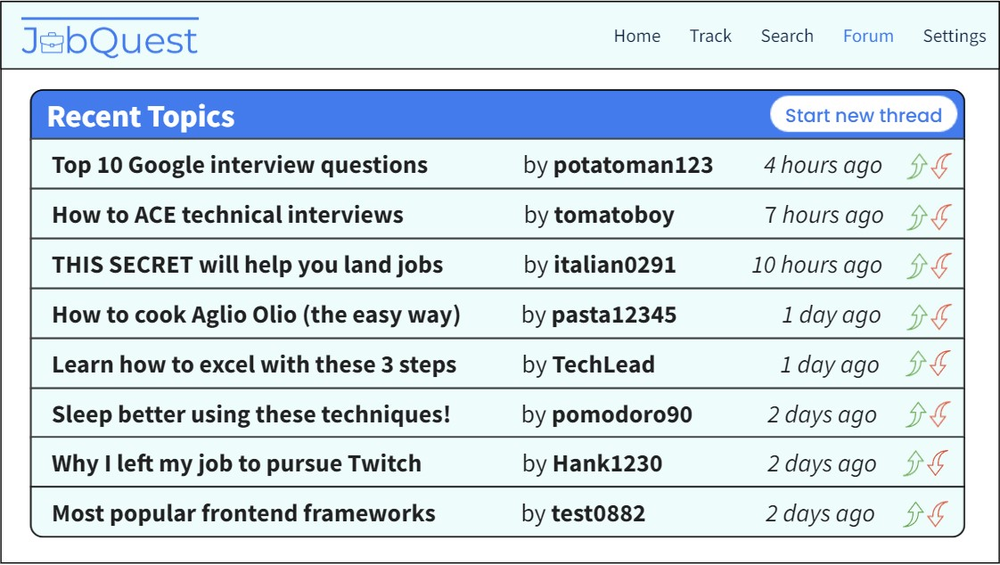 JobQuest
Home Track Search Forum Settings
Recent Topics Start new thread
Top 10 Google interview questions by potatoman123 4 hours ago
How to ACE technical interviews by tomatoboy 7 hours ago
THIS SECRET will help you land jobs by italian0291 10 hours ago
How to cook Aglio Olio (the easy way) by pasta12345 1 day ago
Learn how to excel with these 3 steps by TechLead 1 day ago
Sleep better using these techniques! by pomodoro90 2 days ago
Why I left my job to pursue Twitch by Hank1230 2 days ago
Most popular frontend frameworks by test0882 2 days ago